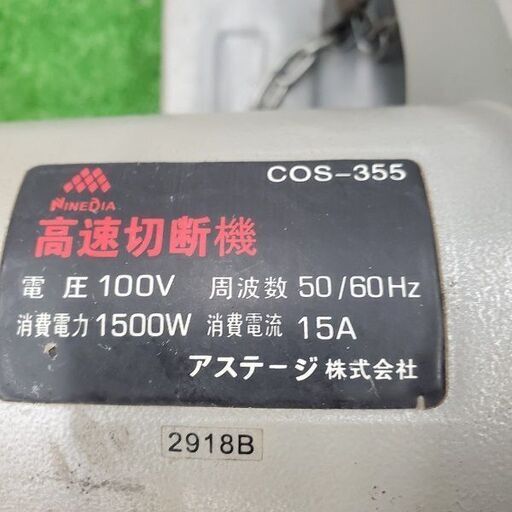 COS-355
NINEDIA
高速切断機
電圧 100V 周波数 50/60Hz
消費電力 1500W 消費電流 15A
アステージ 株式会社
2918B